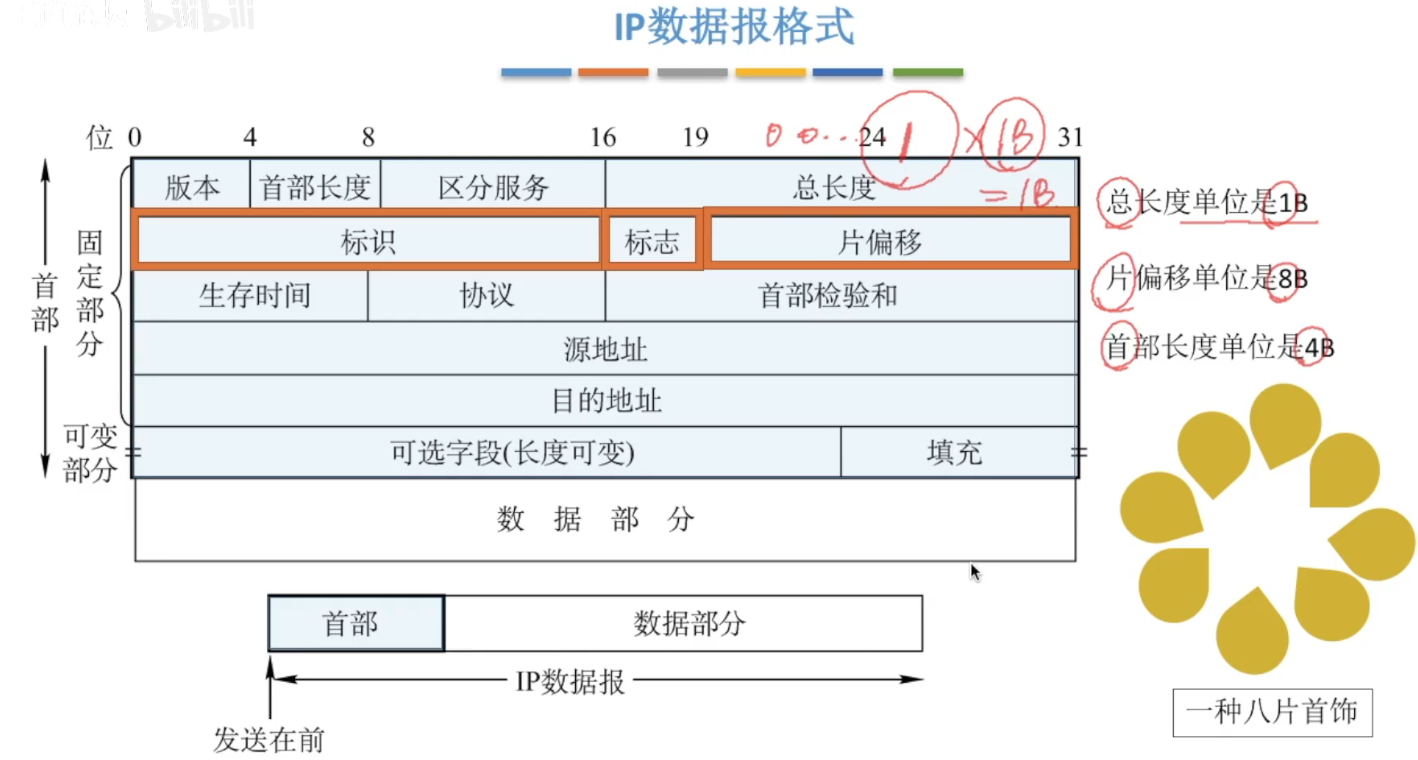 bilibili
IP数据报格式
位 0 4 8 16 19 24 31
0 0... 1 × 1B
= 1B
版本 首部长度 区分服务 总长度
标识 标志 片偏移
生存时间 协议 首部检验和
源地址
目的地址
可选字段(长度可变) 填充
数据部分
首部
固定部分
可变部分
总长度单位是1B
片偏移单位是8B
首部长度单位是4B
一种八片首饰
首部 数据部分
IP数据报
发送在前